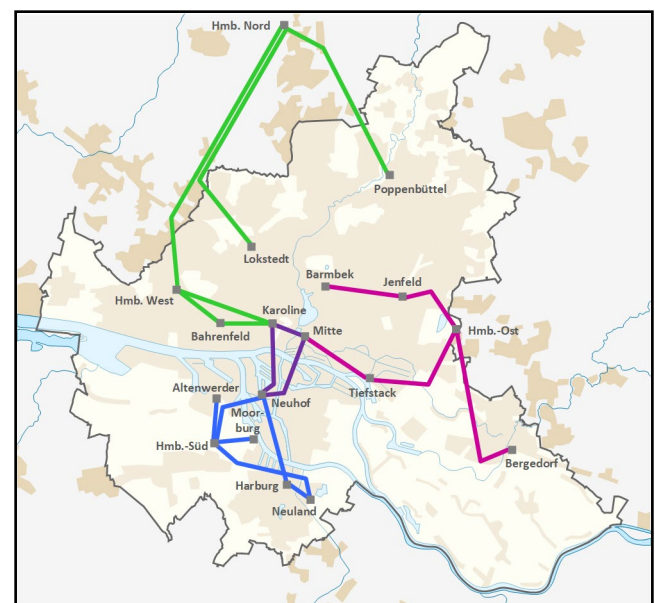 Hmb. Nord
Poppenbüttel
Lokstedt
Barmbek
Jenfeld
Hmb. West
Karoline
Hmb.-Ost
Bahrenfeld
Mitte
Altenwerder
Tiefstack
Neuhof
Moor-
burg
Hmb.-Süd
Bergedorf
Harburg
Neuland